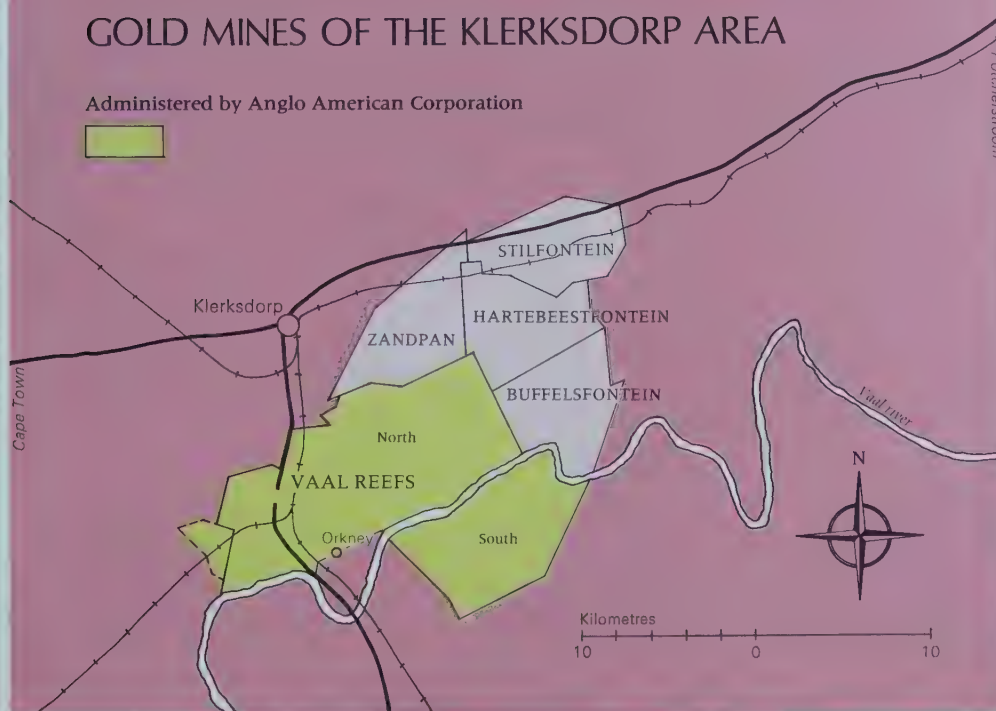 GOLD MINES OF THE KLERKSDORP AREA
Administered by Anglo American Corporation
STILFONTEIN
Klerksdorp
HARTEBEESTFONTEIN
ZANDPAN
Cape Town
BUFFELSFONTEIN
Vaal river
North
N
VAAL REEFS
Orkney
South
Kilometres
10 0 10